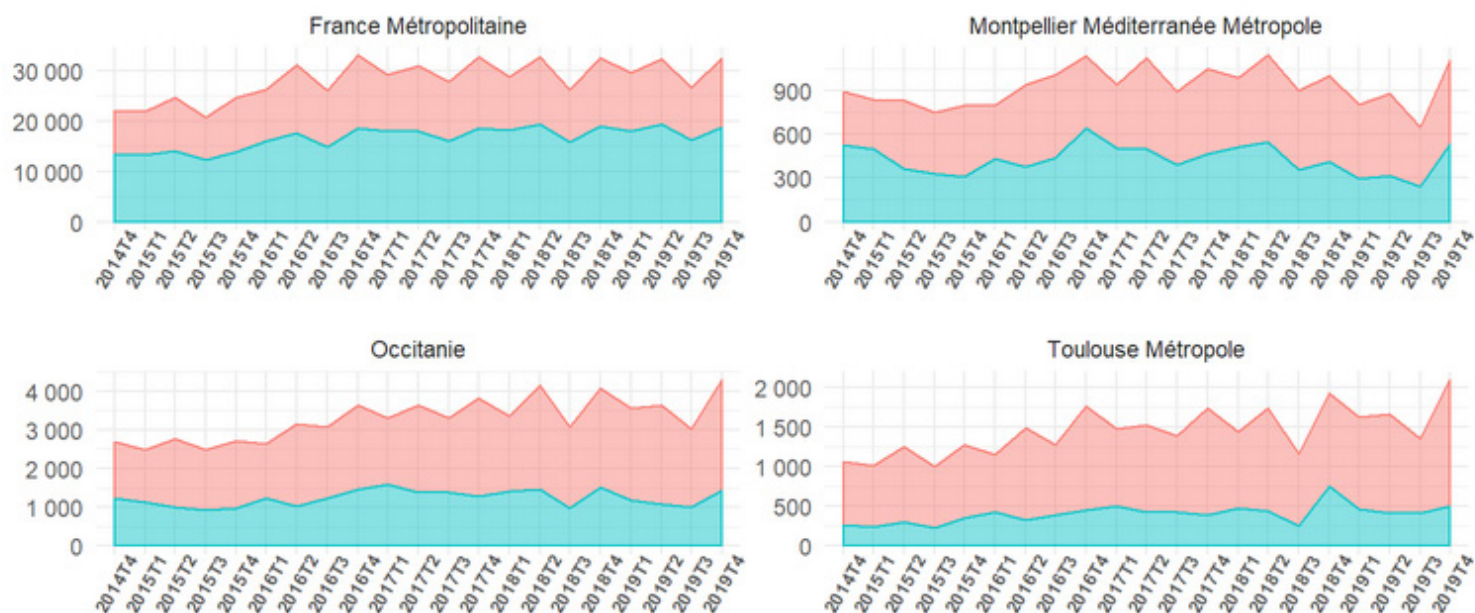 France Métropolitaine
30 000
20 000
10 000
0
2014T4 2015T1 2015T2 2015T3 2015T4 2016T1 2016T2 2016T3 2016T4 2017T1 2017T2 2017T3 2017T4 2018T1 2018T2 2018T3 2018T4 2019T1 2019T2 2019T3 2019T4
Montpellier Méditerranée Métropole
900
600
300
0
2014T4 2015T1 2015T2 2015T3 2015T4 2016T1 2016T2 2016T3 2016T4 2017T1 2017T2 2017T3 2017T4 2018T1 2018T2 2018T3 2018T4 2019T1 2019T2 2019T3 2019T4
Occitanie
4 000
3 000
2 000
1 000
0
2014T4 2015T1 2015T2 2015T3 2015T4 2016T1 2016T2 2016T3 2016T4 2017T1 2017T2 2017T3 2017T4 2018T1 2018T2 2018T3 2018T4 2019T1 2019T2 2019T3 2019T4
Toulouse Métropole
2 000
1 500
1 000
500
0
2014T4 2015T1 2015T2 2015T3 2015T4 2016T1 2016T2 2016T3 2016T4 2017T1 2017T2 2017T3 2017T4 2018T1 2018T2 2018T3 2018T4 2019T1 2019T2 2019T3 2019T4